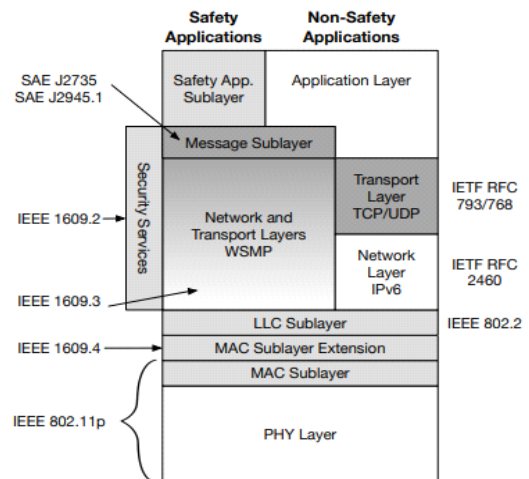 Safety
Applications
Non-Safety
Applications
SAE J2735
SAE J2945.1
Safety App.
Sublayer
Application Layer
Message Sublayer
Security Services
IEEE 1609.2
Network and
Transport Layers
WSMP
Transport
Layer
TCP/UDP
IETF RFC
793/768
Network
Layer
IPv6
IETF RFC
2460
IEEE 1609.3
LLC Sublayer
IEEE 802.2
IEEE 1609.4
MAC Sublayer Extension
MAC Sublayer
IEEE 802.11p
PHY Layer